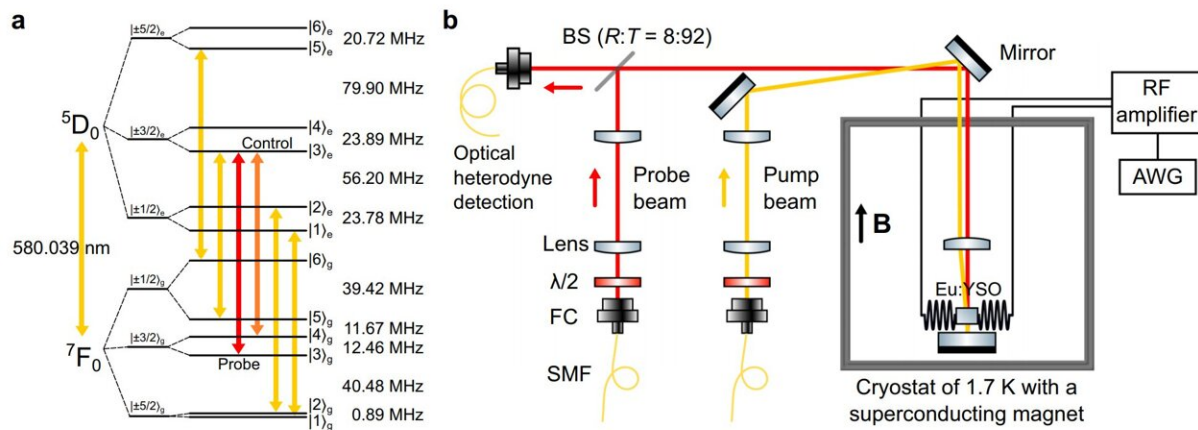 a
|±5/2⟩e
|6⟩e
20.72 MHz
|5⟩e
79.90 MHz
5D0
|±3/2⟩e
|4⟩e
23.89 MHz
Control
|3⟩e
56.20 MHz
|±1/2⟩e
|2⟩e
23.78 MHz
|1⟩e
580.039 nm
|±1/2⟩g
|6⟩g
39.42 MHz
|5⟩g
11.67 MHz
|±3/2⟩g
|4⟩g
12.46 MHz
7F0
Probe
|3⟩g
40.48 MHz
|±5/2⟩g
|2⟩g
0.89 MHz
|1⟩g
b
BS (R:T = 8:92)
Mirror
Optical
heterodyne
detection
Probe
beam
Pump
beam
Lens
λ/2
FC
SMF
RF
amplifier
AWG
B
Eu:YSO
Cryostat of 1.7 K with a
superconducting magnet